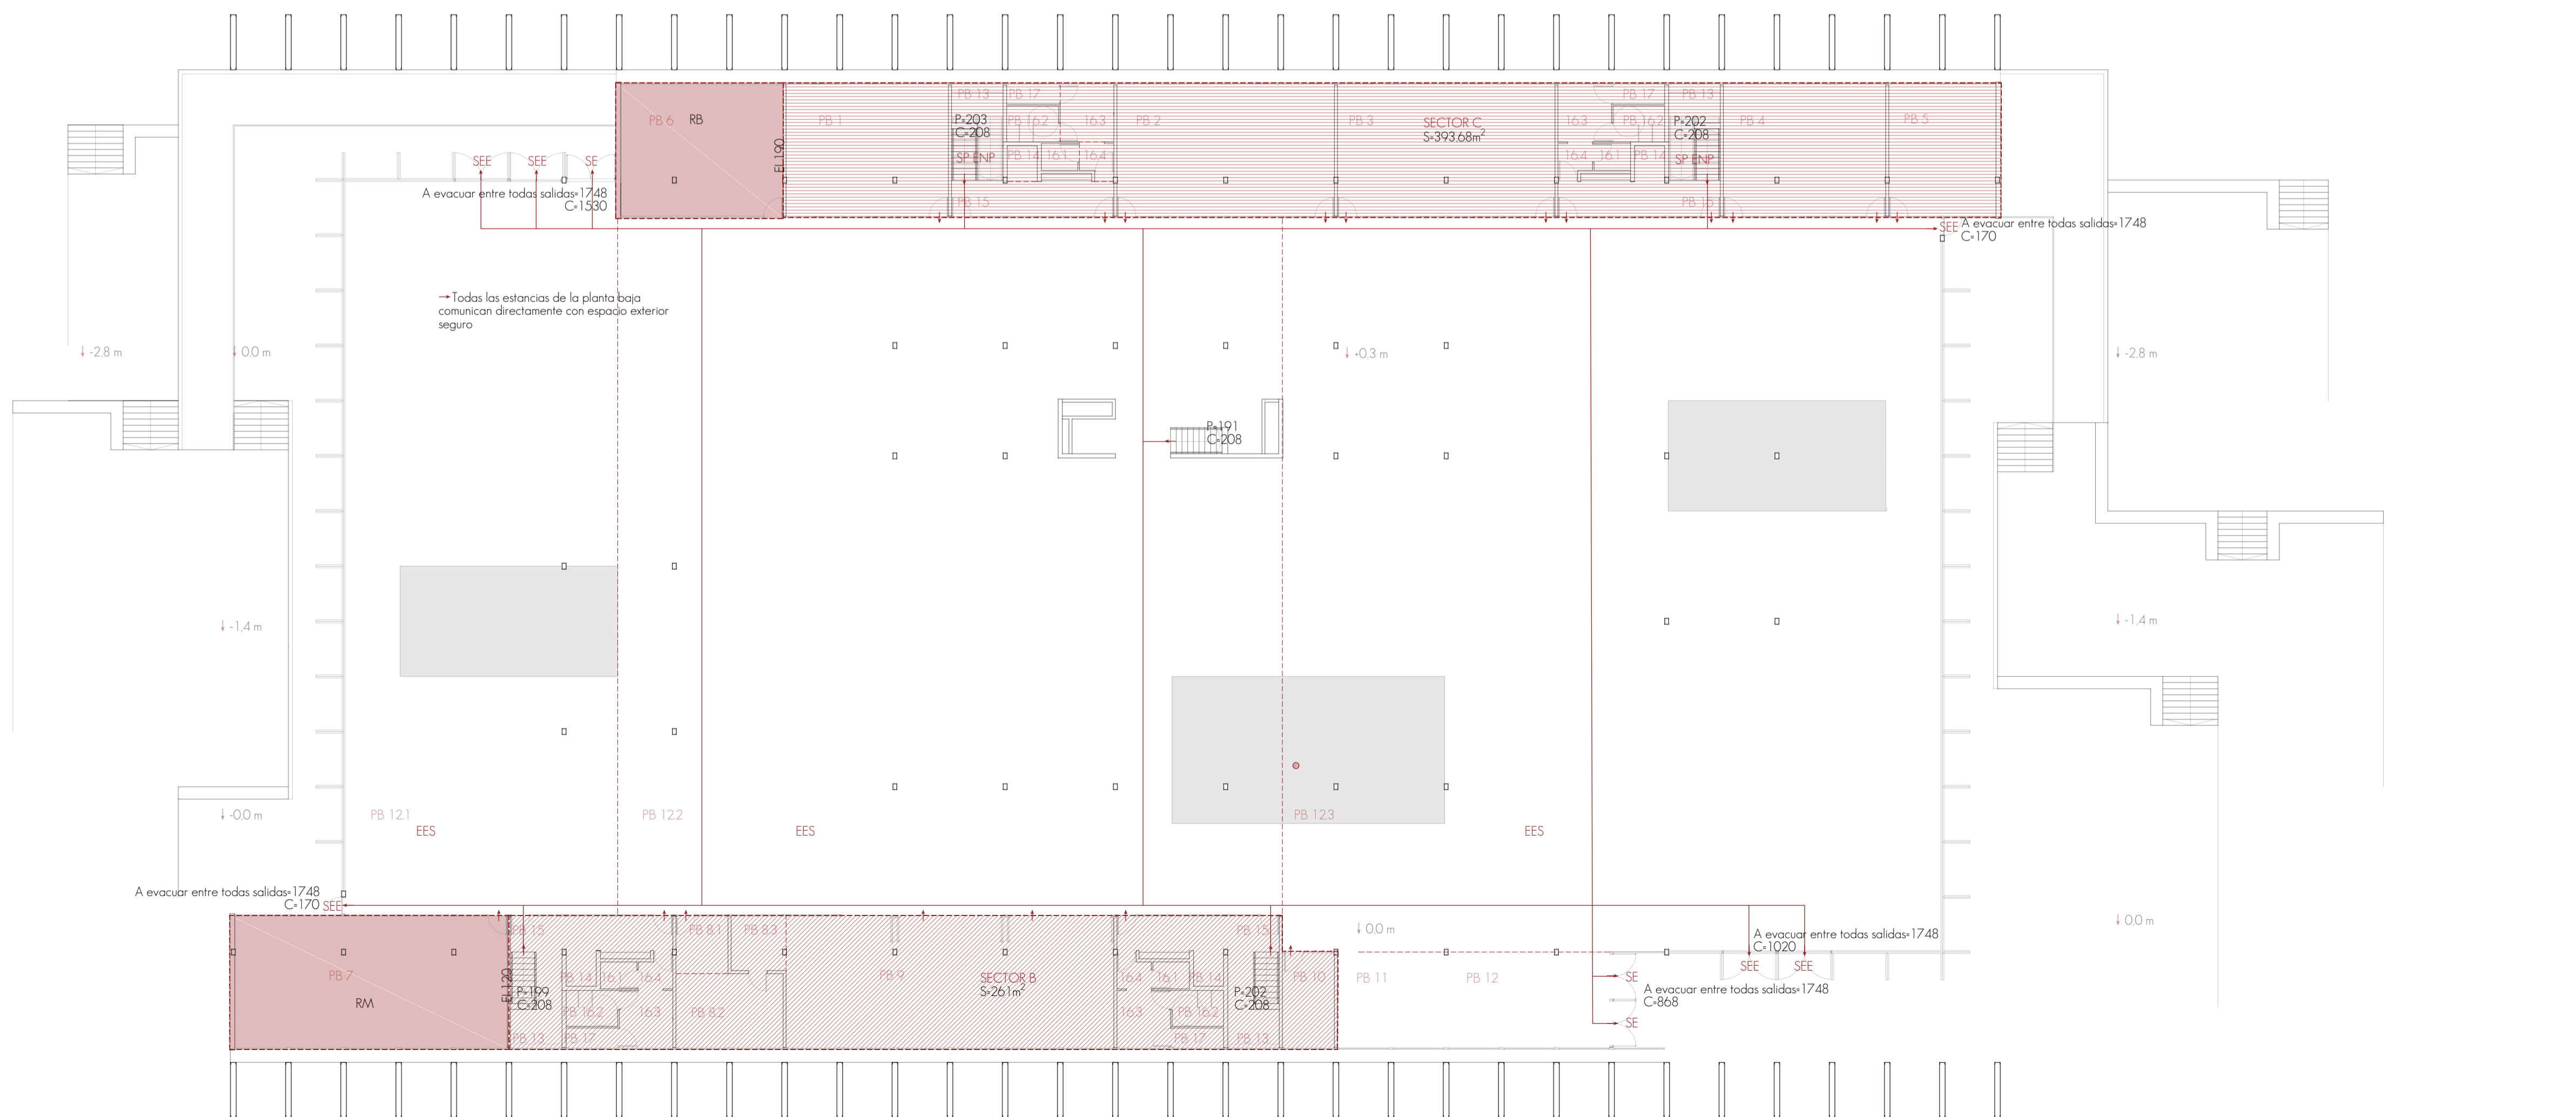 PB 13
PB 17
PB 17
PB 13
PB 6
RB
PB 1
P=203
C=208
PB 16.2
16.3
PB 2
PB 3
SECTOR C
S=393,68m²
16.3
PB 16.2
P=202
C=208
PB 4
PB 5
EI 190
SP ENP
PB 14
16.1
16.4
16.4
16.1
PB 14
SP ENP
SEE
SEE
SE
A evacuar entre todas salidas=1748
C=1530
PB 15
PB 15
SEE
A evacuar entre todas salidas=1748
C=170
Todas las estancias de la planta baja
comunican directamente con espacio exterior
seguro
-2,8 m
0,0 m
+0,3 m
-2,8 m
P=191
C=208
-1,4 m
-1,4 m
-0,0 m
PB 12.1
PB 12.2
PB 12.3
EES
EES
EES
A evacuar entre todas salidas=1748
C=170
SEE
PB 15
PB 8.1
PB 8.3
PB 15
0,0 m
0,0 m
A evacuar entre todas salidas=1748
C=1020
SEE
SEE
PB 7
RM
EI 120
PB 14
16.1
16.4
PB 9
SECTOR B
S=261m²
16.4
16.1
PB 14
PB 10
PB 11
PB 12
SE
P=199
C=208
P=202
C=208
A evacuar entre todas salidas=1748
C=868
PB 16.2
16.3
PB 8.2
16.3
PB 16.2
SE
PB 13
PB 17
PB 17
PB 13